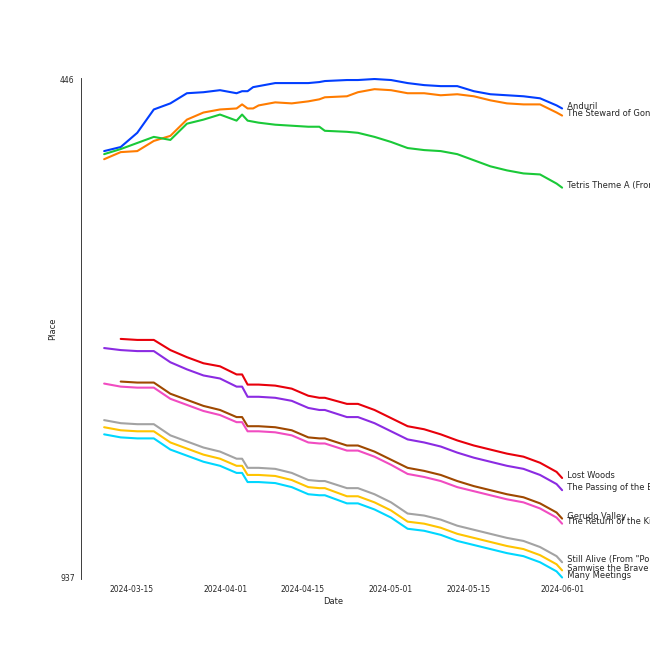 446
Anduril
The Steward of Gon
Tetris Theme A (From
Place
Lost Woods
The Passing of the E
Gerudo Valley
The Return of the Ki
Still Alive (From "Po
Samwise the Brave
Many Meetings
937
2024-03-15 2024-04-01 2024-04-15 2024-05-01 2024-05-15 2024-06-01
Date